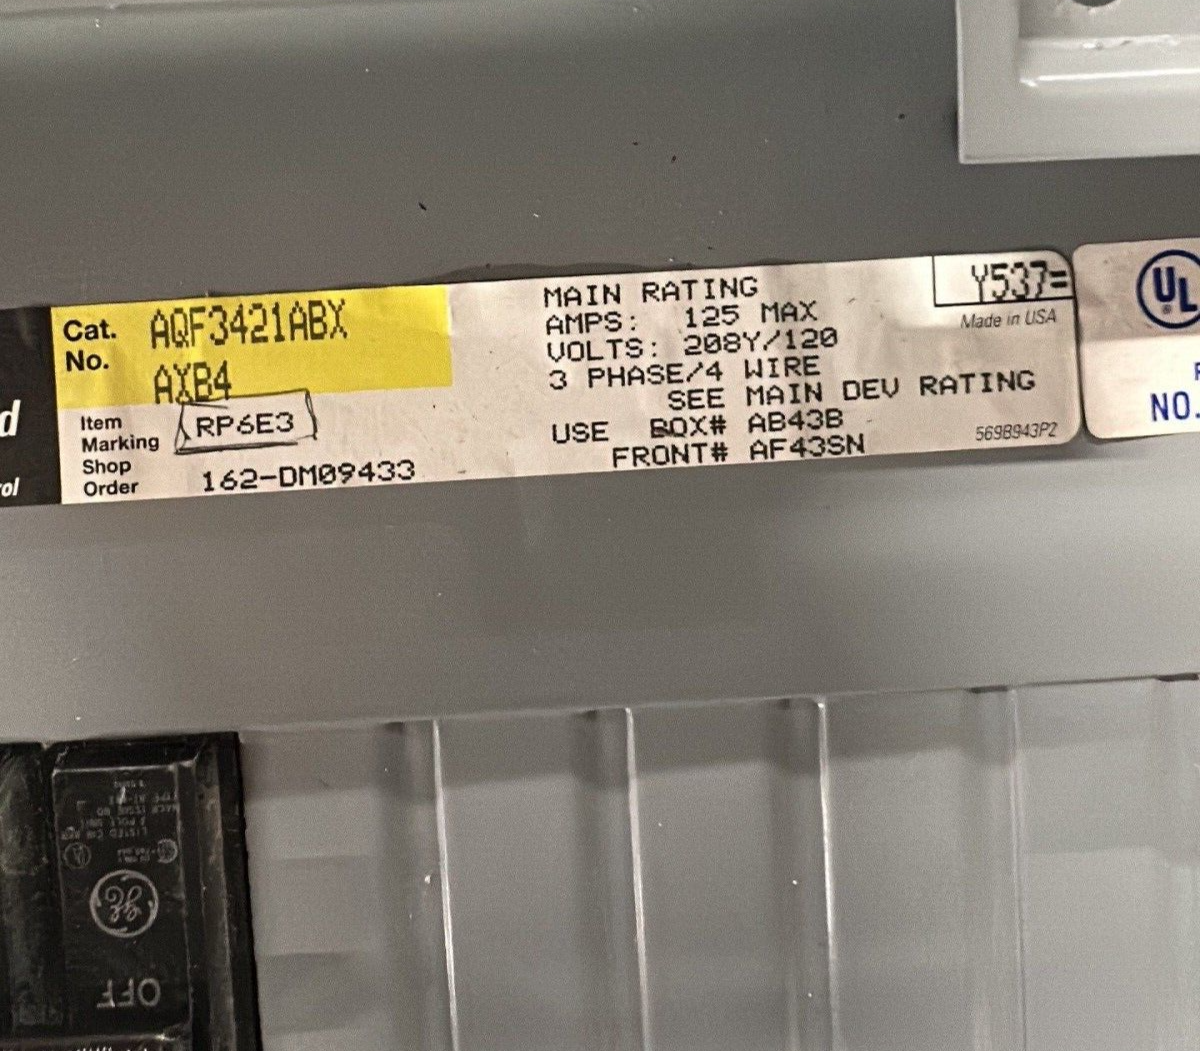 d
rol
Cat. No. AQF3421ABX
AXB4
Item Marking RP6E3
Shop Order 162-DM09433
MAIN RATING
AMPS: 125 MAX
VOLTS: 208Y/120
3 PHASE/4 WIRE
SEE MAIN DEV RATING
USE BOX# AB43B
FRONT# AF43SN
Y537=
Made in USA
569B943P2
UL
NO.
GE
OFF